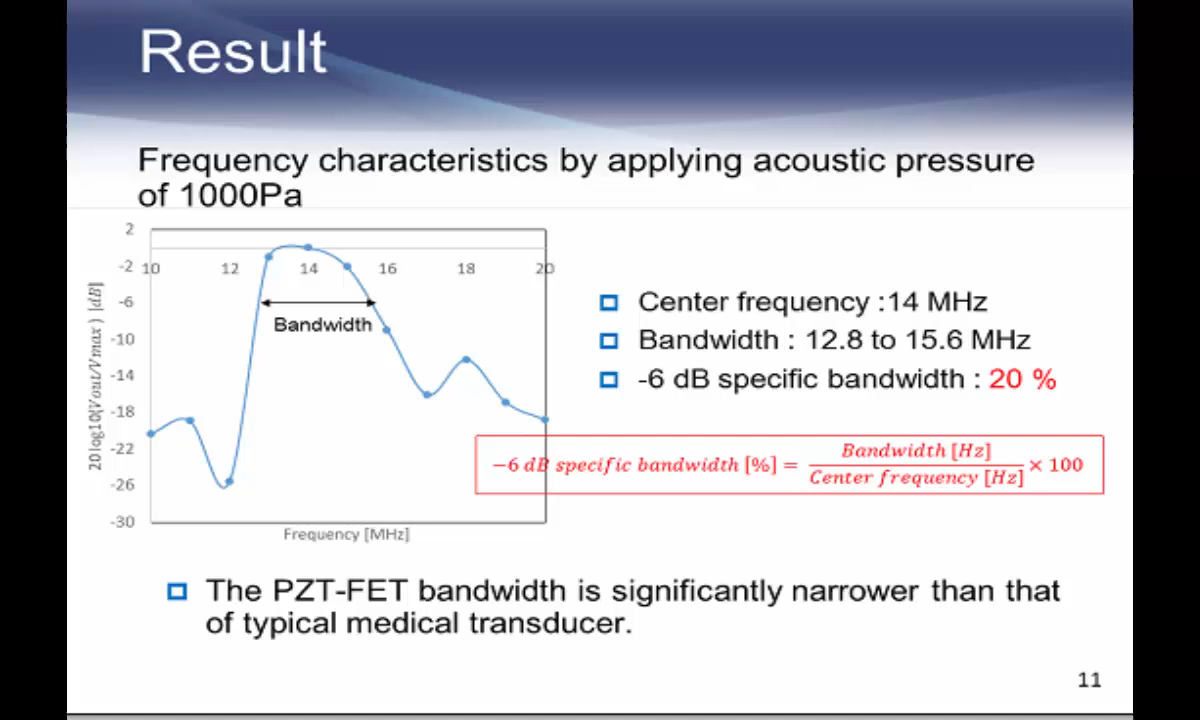 Result
Frequency characteristics by applying acoustic pressure
of 1000Pa
2
-2
-6
-10
-14
-18
-22
-26
-30
10 12 14 16 18 20
20log10(Vout/Vmax) [dB]
Bandwidth
Frequency [MHz]
Center frequency :14 MHz
Bandwidth : 12.8 to 15.6 MHz
-6 dB specific bandwidth : 20 %
−6 dB specific bandwidth [%] = Bandwidth [Hz] / Center frequency [Hz] × 100
The PZT-FET bandwidth is significantly narrower than that
of typical medical transducer.
11